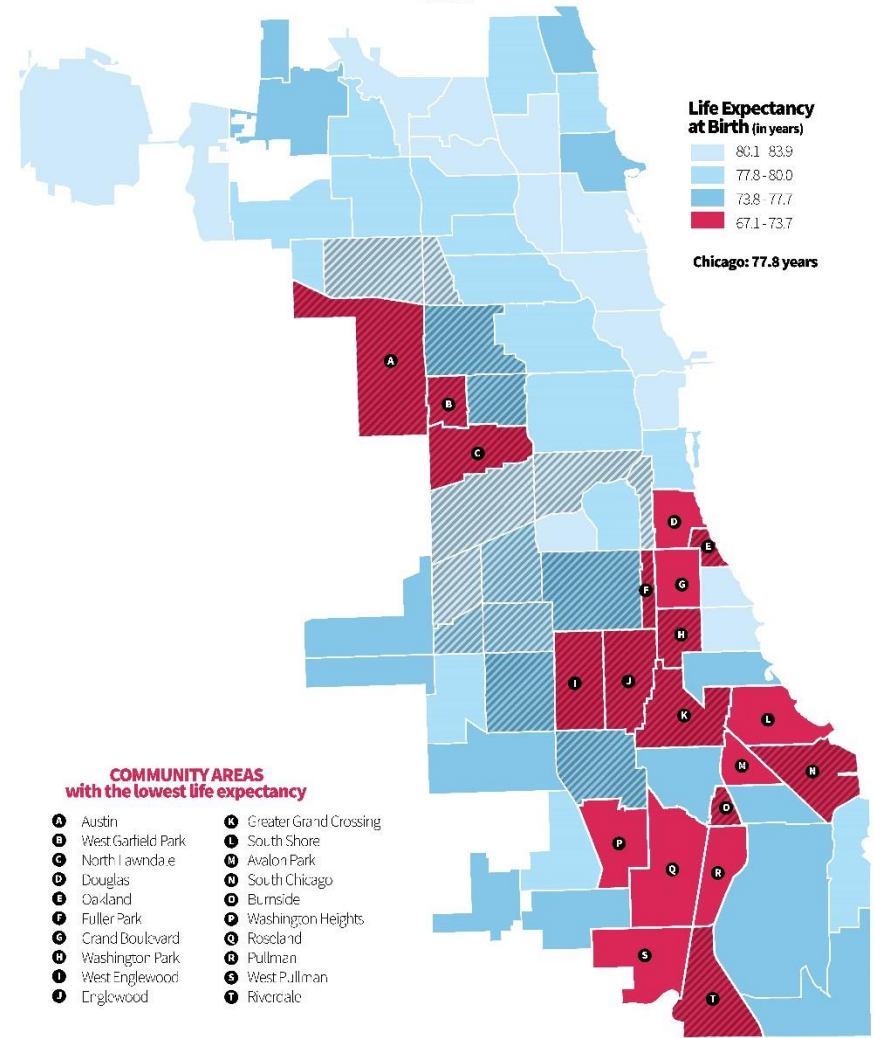 Life Expectancy
at Birth (in years)
80.1 - 83.9
77.8 - 80.0
73.8 - 77.7
67.1 - 73.7
Chicago: 77.8 years
A
B
C
D
E
F
G
H
I
J
K
L
M
N
O
P
Q
R
S
T
COMMUNITY AREAS
with the lowest life expectancy
A Austin
B West Garfield Park
C North Lawndale
D Douglas
E Oakland
F Fuller Park
G Grand Boulevard
H Washington Park
I West Englewood
J Englewood
K Greater Grand Crossing
L South Shore
M Avalon Park
N South Chicago
O Burnside
P Washington Heights
Q Roseland
R Pullman
S West Pullman
T Riverdale